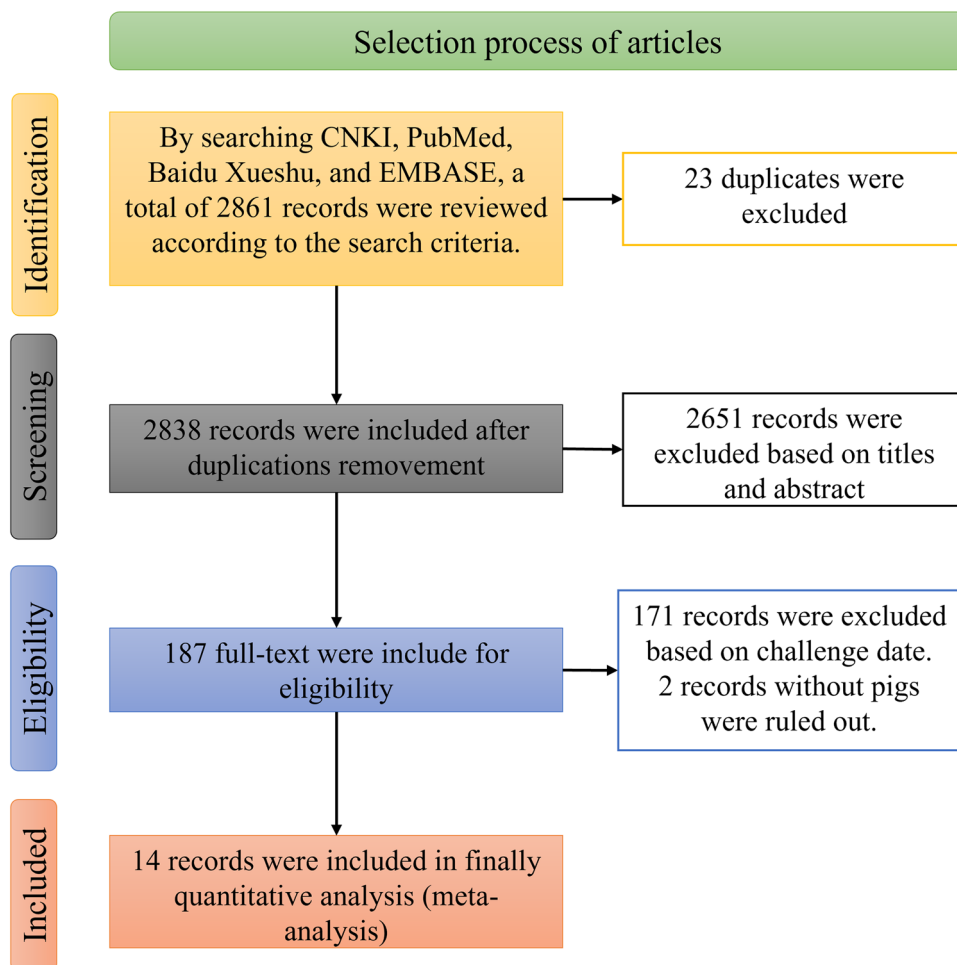 Selection process of articles
Identification
By searching CNKI, PubMed,
Baidu Xueshu, and EMBASE, a
total of 2861 records were reviewed
according to the search criteria.
23 duplicates were
excluded
Screening
2838 records were included after
duplications removement
2651 records were
excluded based on titles
and abstract
Eligibility
187 full-text were include for
eligibility
171 records were excluded
based on challenge date.
2 records without pigs
were ruled out.
Included
14 records were included in finally
quantitative analysis (meta-
analysis)